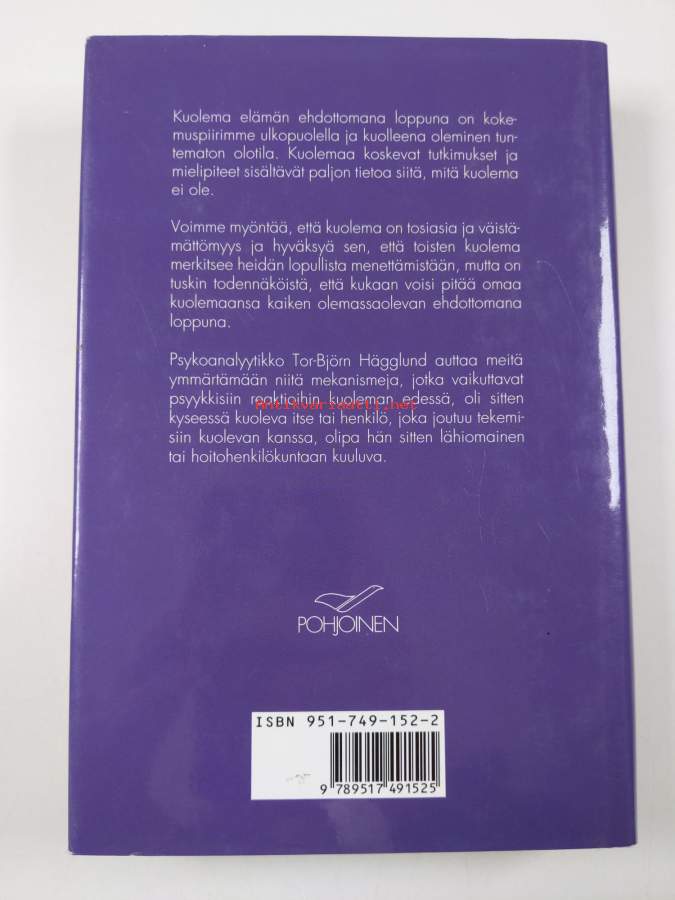 Kuolema elämän ehdottomana loppuna on koke-
muspiirimme ulkopuolella ja kuolleena oleminen tun-
tematon olotila. Kuolemaa koskevat tutkimukset ja
mielipiteet sisältävät paljon tietoa siitä, mitä kuolema
ei ole.
Voimme myöntää, että kuolema on tosiasia ja väistä-
mättömyys ja hyväksyä sen, että toisten kuolema
merkitsee heidän lopullista menettämistään, mutta on
tuskin todennäköistä, että kukaan voisi pitää omaa
kuolemaansa kaiken olemassaolevan ehdottomana
loppuna.
Psykoanalyytikko Tor-Björn Hägglund auttaa meitä
ymmärtämään niitä mekanismeja, jotka vaikuttavat
psyykkisiin reaktioihin kuoleman edessä, oli sitten
Antikvariaatti.net
kyseessä kuoleva itse tai henkilö, joka joutuu tekemi-
siin kuolevan kanssa, olipa hän sitten lähiomainen
tai hoitohenkilökuntaan kuuluva.
POHJOINEN
ISBN 951-749-152-2
9 789517 491525